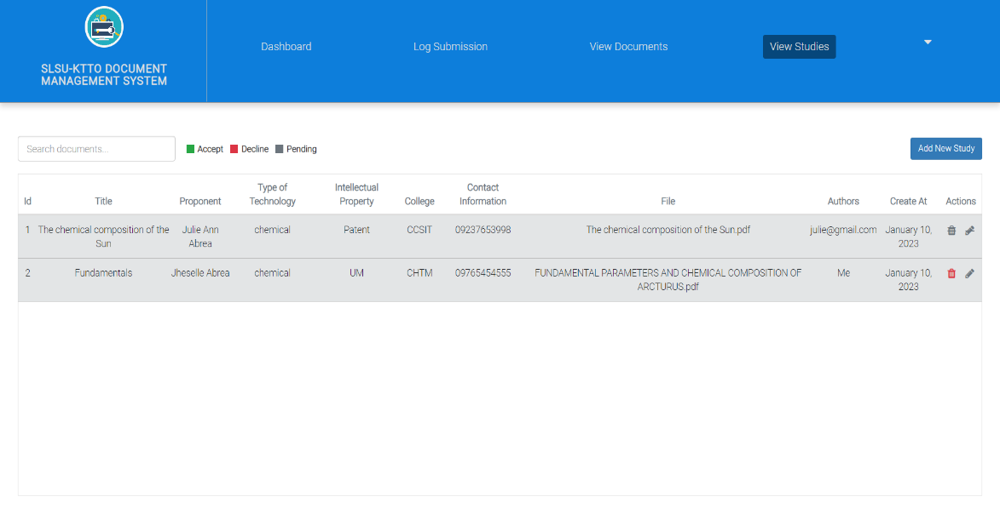 SLSU-KTTO DOCUMENT
MANAGEMENT SYSTEM
Dashboard
Log Submission
View Documents
View Studies
Search documents...
Accept
Decline
Pending
Add New Study
Id
Title
Proponent
Type of
Technology
Intellectual
Property
College
Contact
Information
File
Authors
Create At
Actions
1
The chemical composition of the
Sun
Julie Ann
Abrea
chemical
Patent
CCSIT
09237653998
The chemical composition of the Sun.pdf
julie@gmail.com
January 10,
2023
2
Fundamentals
Jheselle Abrea
chemical
UM
CHTM
09765454555
FUNDAMENTAL PARAMETERS AND CHEMICAL COMPOSITION OF
ARCTURUS.pdf
Me
January 10,
2023